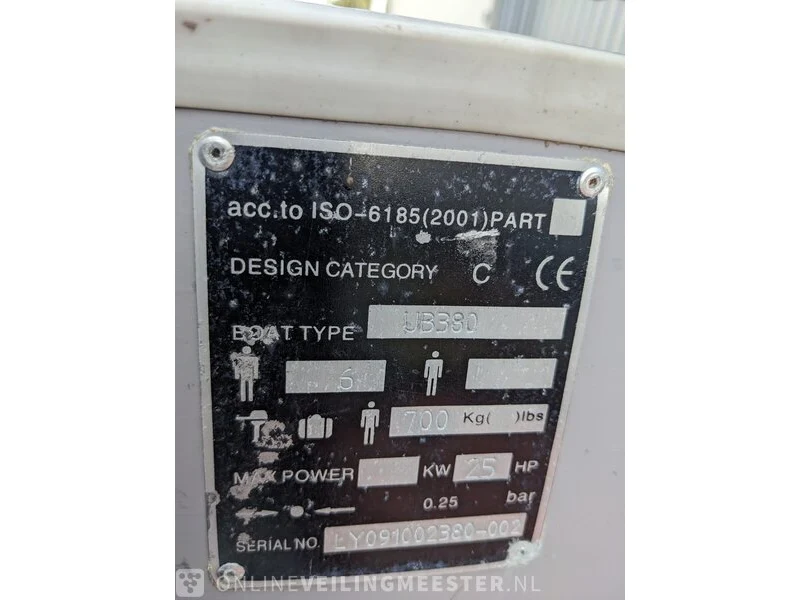 acc.to ISO-6185(2001)PART
DESIGN CATEGORY C CE
BOAT TYPE UB380
6
700 Kg( )lbs
MAX POWER KW 25 HP
0.25 bar
SERIAL NO. LY091002380-002
ONLINEVEILINGMEESTER.NL